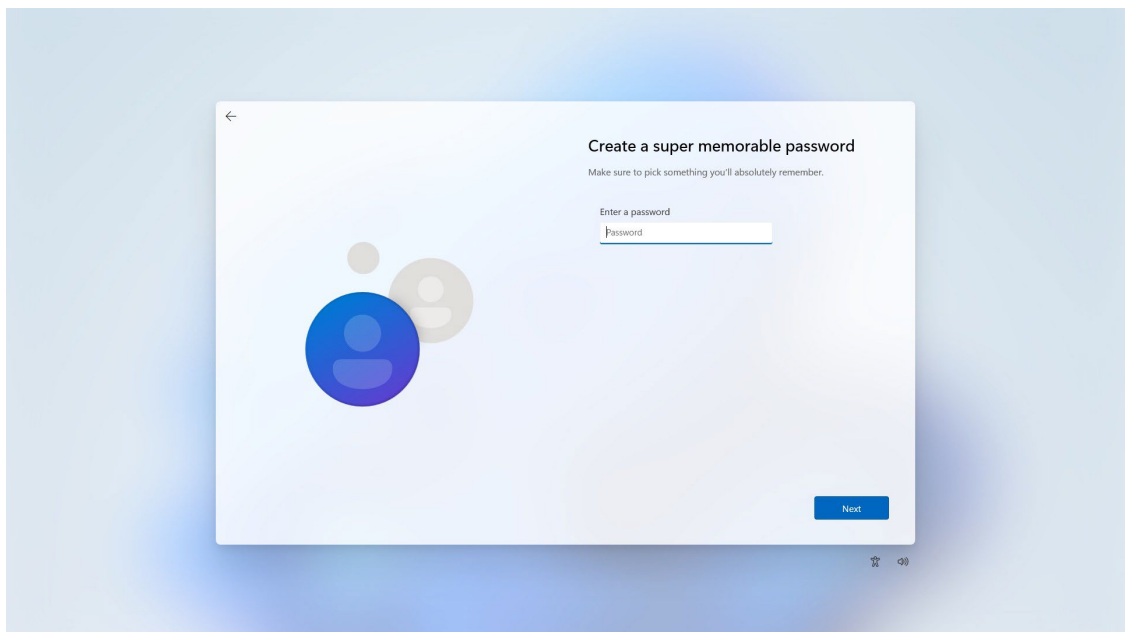 Create a super memorable password
Make sure to pick something you'll absolutely remember.
Enter a password
Password
Next